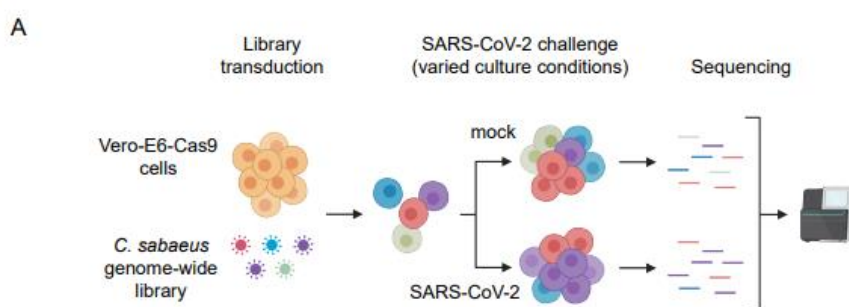 A
Library
transduction
SARS-CoV-2 challenge
(varied culture conditions)
Sequencing
Vero-E6-Cas9
cells
mock
C. sabaeus
genome-wide
library
SARS-CoV-2